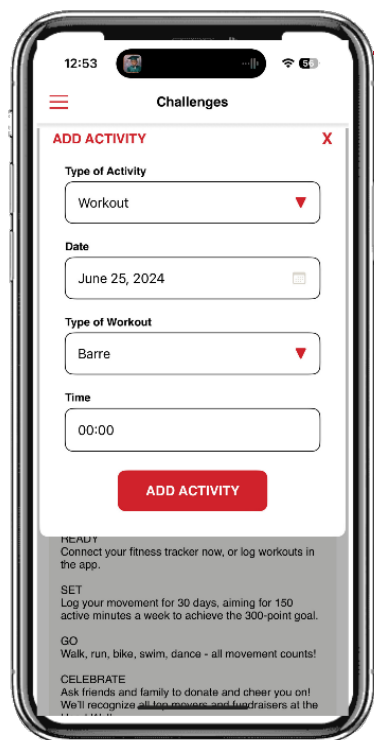 12:53
56
Challenges
ADD ACTIVITY
X
Type of Activity
Workout
Date
June 25, 2024
Type of Workout
Barre
Time
00:00
ADD ACTIVITY
READY
Connect your fitness tracker now, or log workouts in
the app.
SET
Log your movement for 30 days, aiming for 150
active minutes a week to achieve the 300-point goal.
GO
Walk, run, bike, swim, dance - all movement counts!
CELEBRATE
Ask friends and family to donate and cheer you on!
We'll recognize all top movers and fundraisers at the